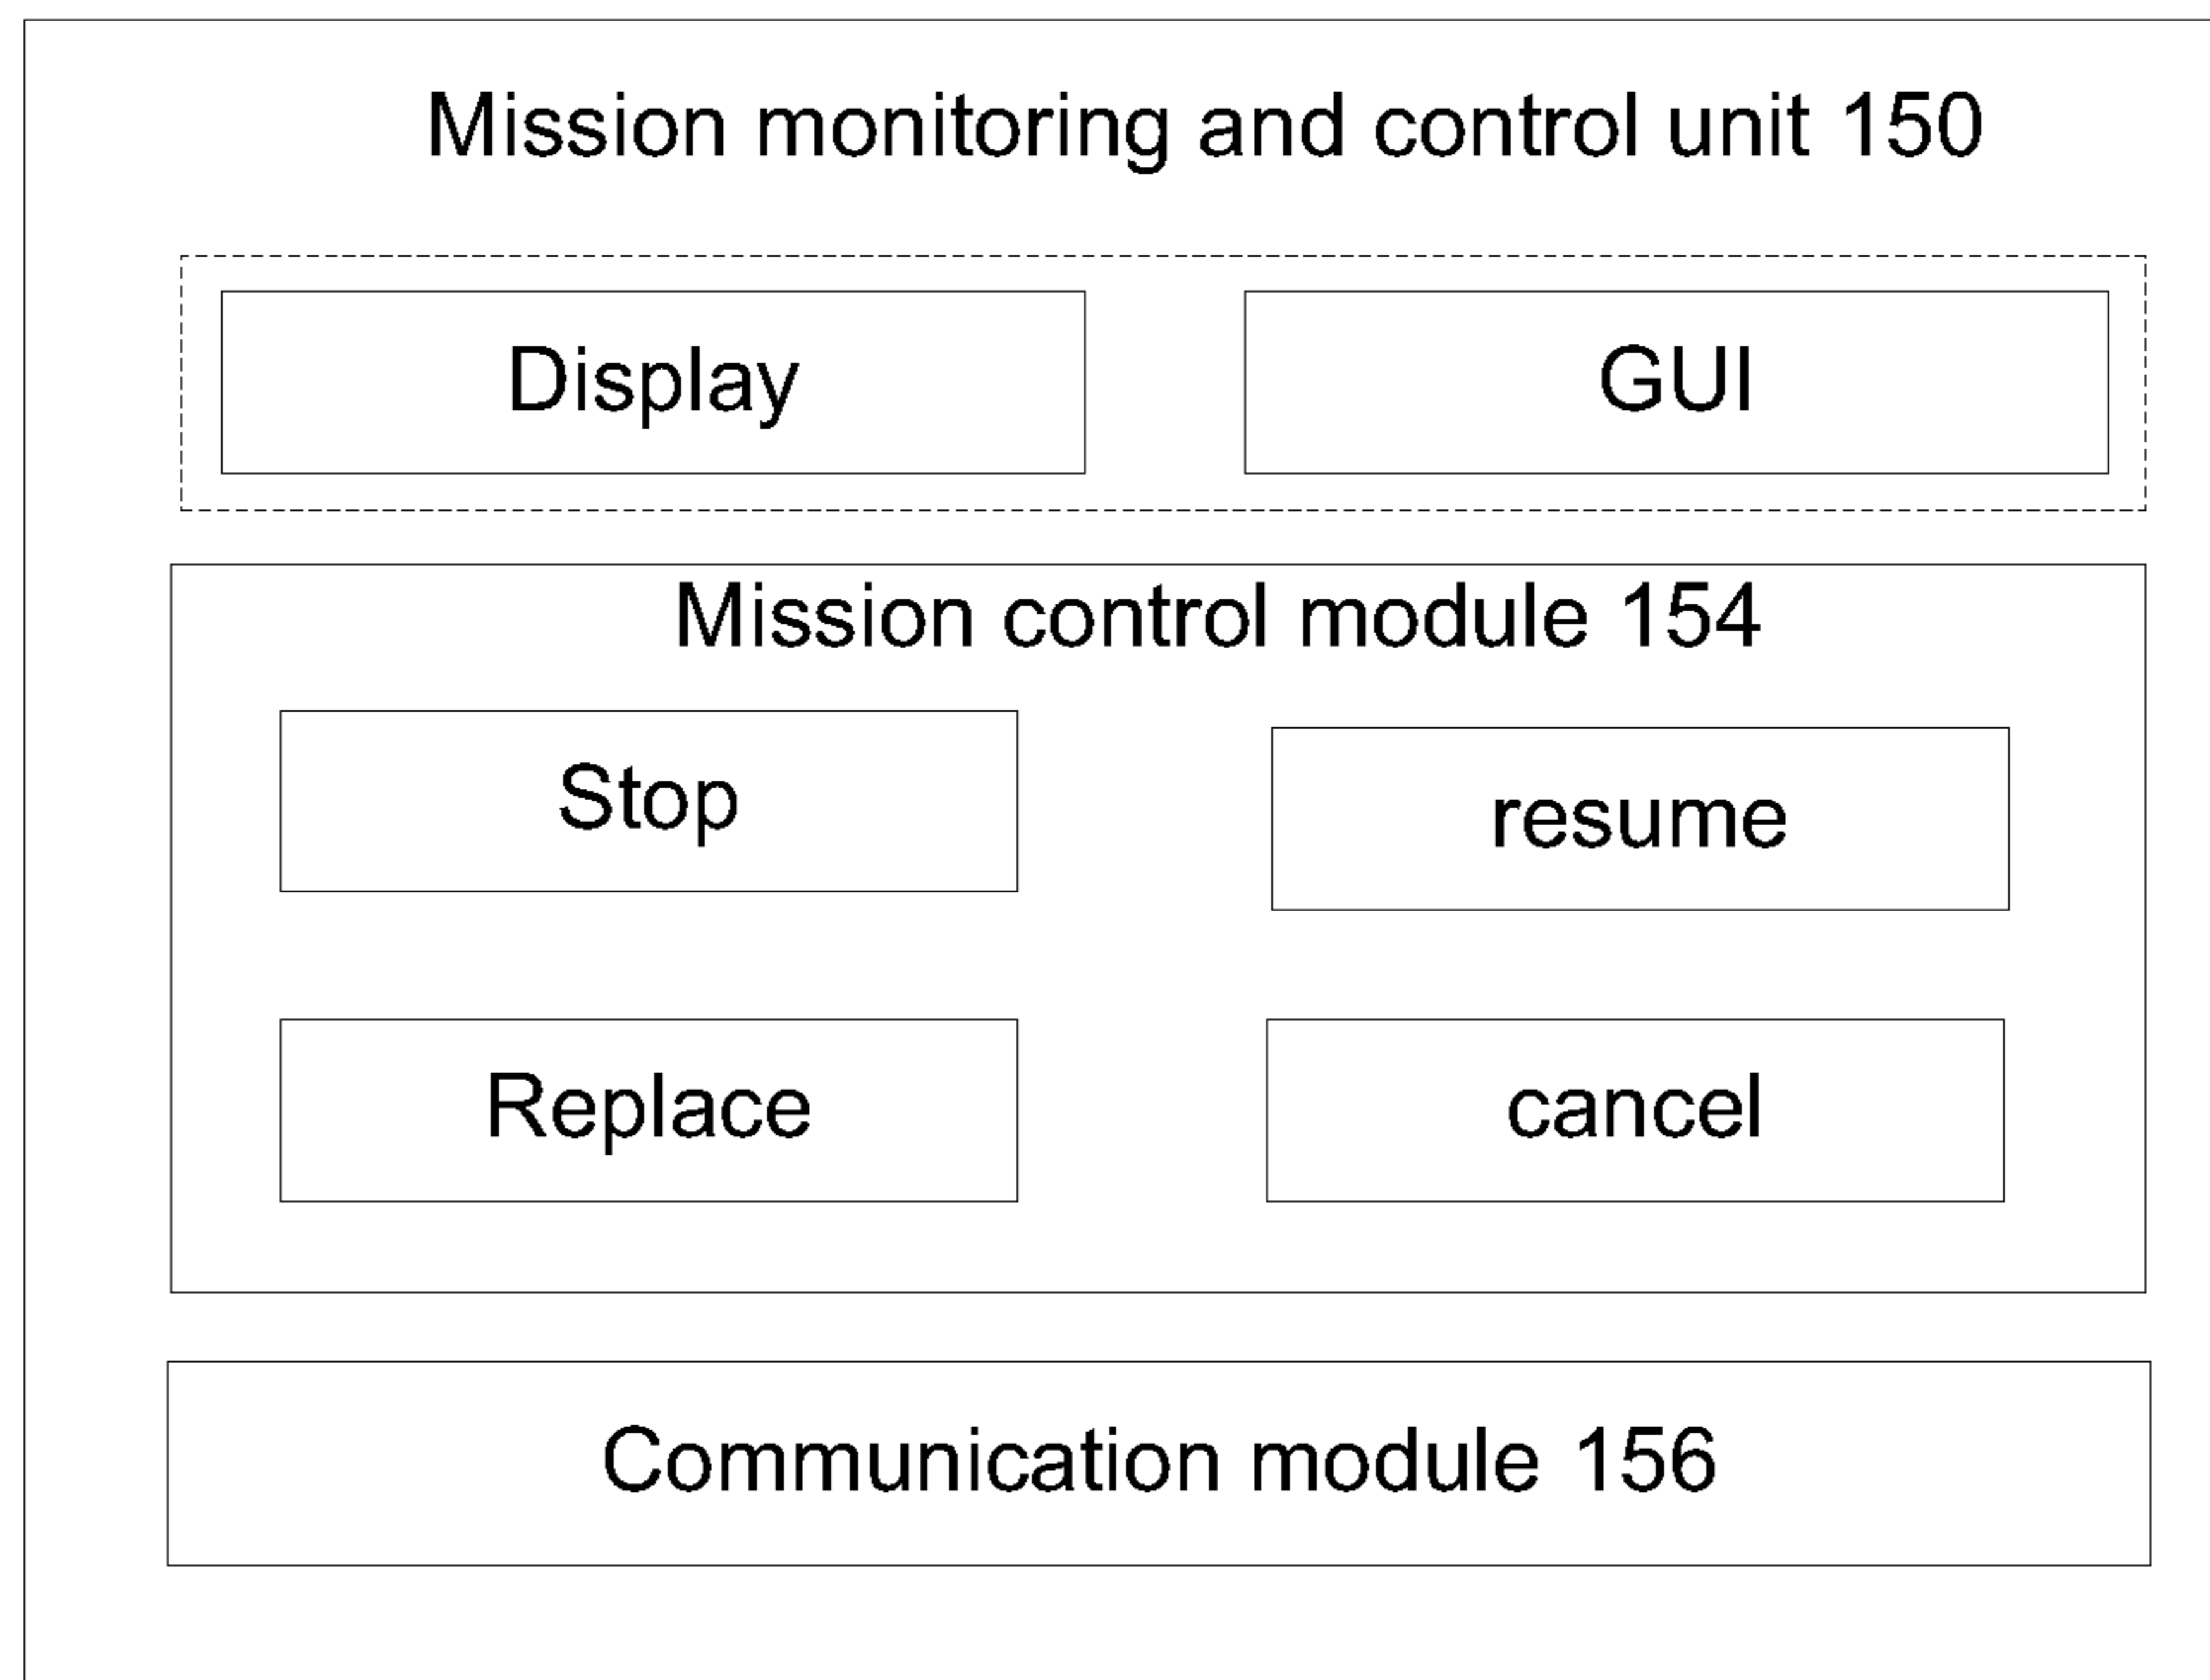 Mission monitoring and control unit 150
Display
GUI
Mission control module 154
Stop
resume
Replace
cancel
Communication module 156